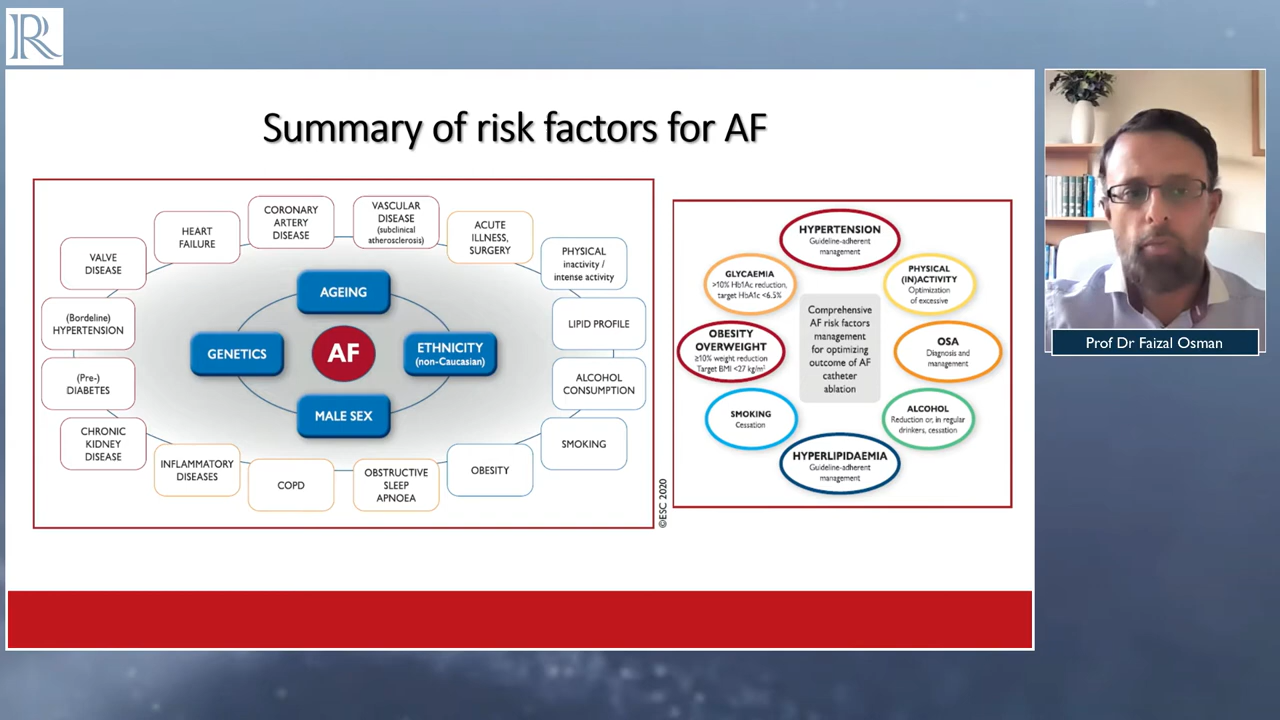 R
Summary of risk factors for AF
CORONARY
ARTERY
DISEASE
VASCULAR
DISEASE
(subclinical
atherosclerosis)
HEART
FAILURE
ACUTE
ILLNESS,
SURGERY
VALVE
DISEASE
PHYSICAL
inactivity /
intense activity
(Bordeline)
HYPERTENSION
LIPID PROFILE
(Pre-)
DIABETES
ALCOHOL
CONSUMPTION
CHRONIC
KIDNEY
DISEASE
SMOKING
INFLAMMATORY
DISEASES
COPD
OBSTRUCTIVE
SLEEP
APNOEA
OBESITY
AGEING
GENETICS
AF
ETHNICITY
(non-Caucasian)
MALE SEX
©ESC 2020
HYPERTENSION
Guideline-adherent
management
GLYCAEMIA
>10% Hb1Ac reduction,
target HbA1c <6.5%
PHYSICAL
(IN)ACTIVITY
Optimization
of excessive
OBESITY
OVERWEIGHT
≥10% weight reduction
Target BMI <27 kg/m²
Comprehensive
AF risk factors
management
for optimizing
outcome of AF
catheter
ablation
OSA
Diagnosis and
management
SMOKING
Cessation
ALCOHOL
Reduction or, in regular
drinkers, cessation
HYPERLIPIDAEMIA
Guideline-adherent
management
Prof Dr Faizal Osman